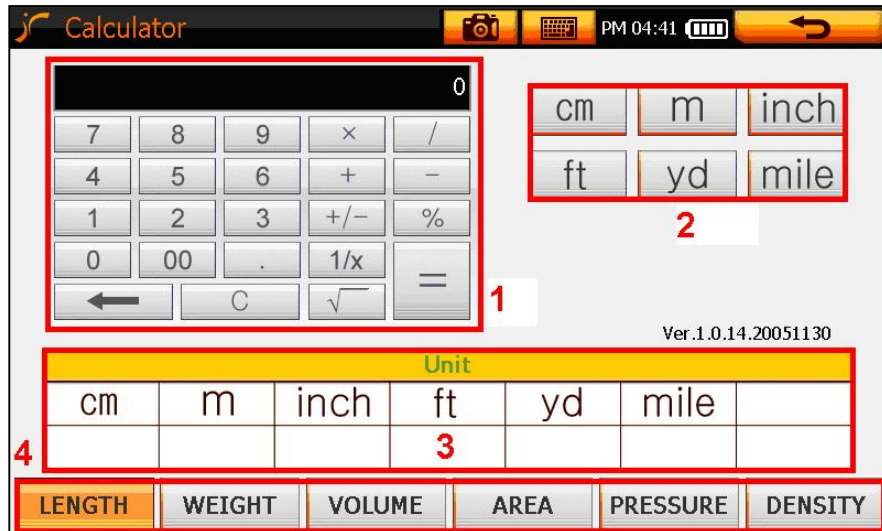 Calculator PM 04:41
0
7 8 9 × /
4 5 6 + −
1 2 3 +/− %
0 00 . 1/x =
← C √
1
cm m inch
ft yd mile
2
Ver.1.0.14.20051130
Unit
cm m inch ft yd mile
3
4
LENGTH WEIGHT VOLUME AREA PRESSURE DENSITY